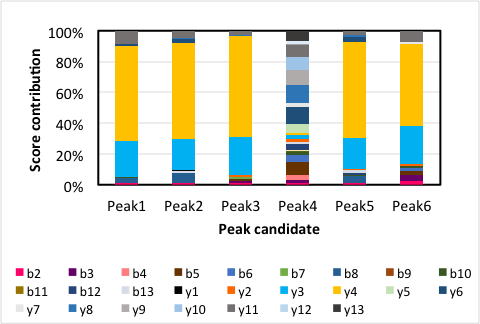 100%
80%
60%
40%
20%
0%
Score contribution
Peak1 Peak2 Peak3 Peak4 Peak5 Peak6
Peak candidate
b2 b3 b4 b5 b6 b7 b8 b9 b10
b11 b12 b13 y1 y2 y3 y4 y5 y6
y7 y8 y9 y10 y11 y12 y13